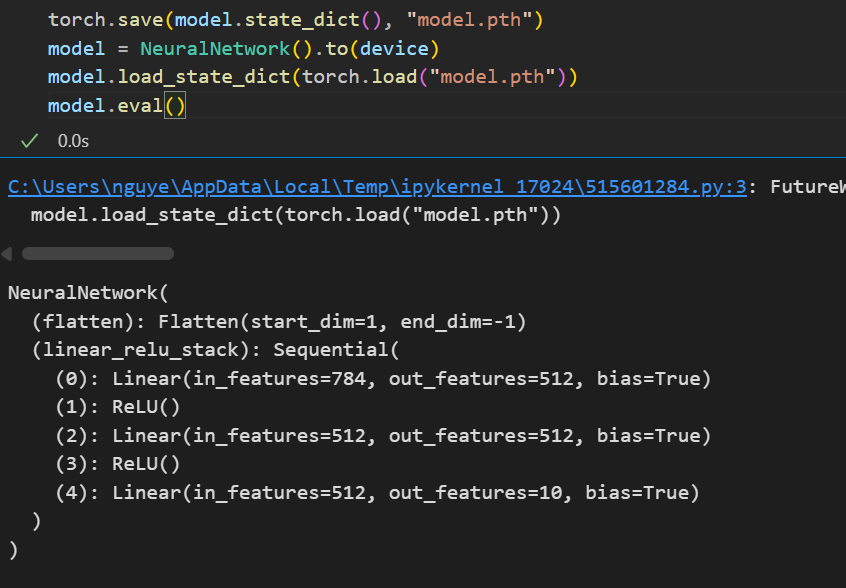 torch.save(model.state_dict(), "model.pth")
model = NeuralNetwork().to(device)
model.load_state_dict(torch.load("model.pth"))
model.eval()
0.0s
C:\Users\nguye\AppData\Local\Temp\ipykernel_17024\515601284.py:3: FutureW
model.load_state_dict(torch.load("model.pth"))
NeuralNetwork(
(flatten): Flatten(start_dim=1, end_dim=-1)
(linear_relu_stack): Sequential(
(0): Linear(in_features=784, out_features=512, bias=True)
(1): ReLU()
(2): Linear(in_features=512, out_features=512, bias=True)
(3): ReLU()
(4): Linear(in_features=512, out_features=10, bias=True)
)
)